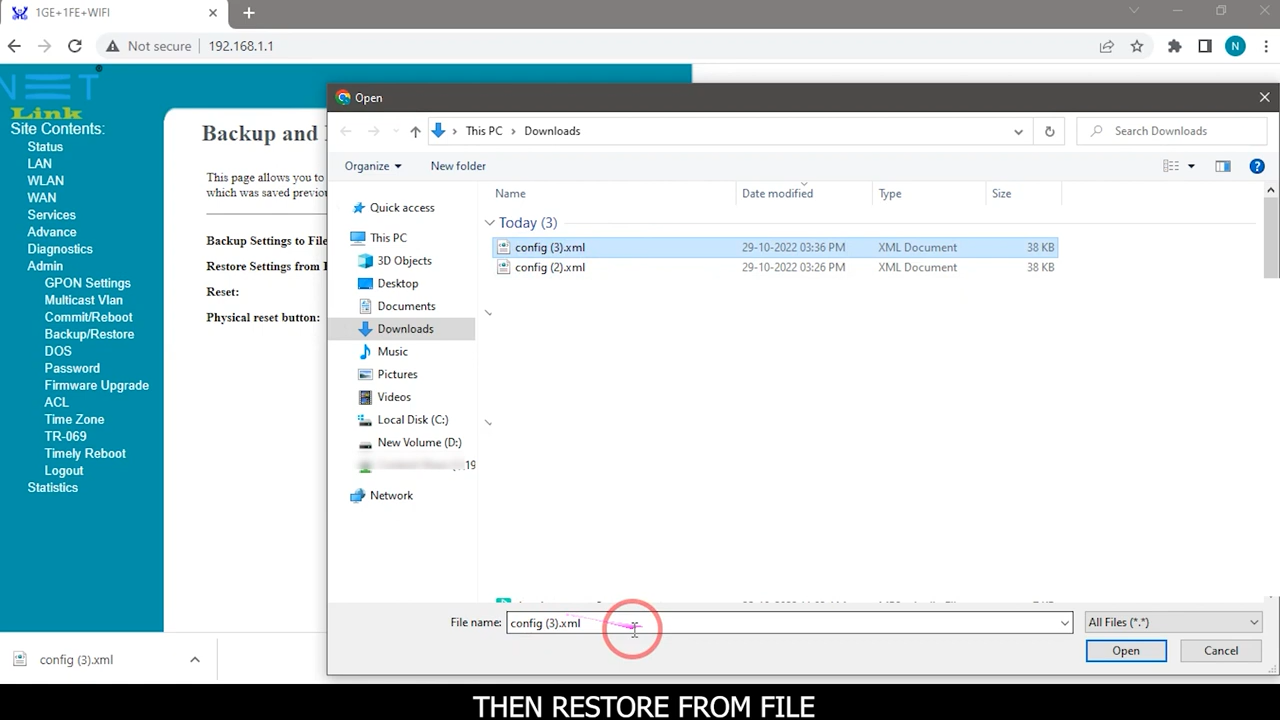 1GE+1FE+WIFI
Not secure 192.168.1.1 N
NET
Link
Site Contents:
Status
LAN
WLAN
WAN
Services
Advance
Diagnostics
Admin
GPON Settings
Multicast Vlan
Commit/Reboot
Backup/Restore
DOS
Password
Firmware Upgrade
ACL
Time Zone
TR-069
Timely Reboot
Logout
Statistics
Backup and
This page allows you to
which was saved previou
Backup Settings to File
Restore Settings from
Reset:
Physical reset button:
Open
This PC > Downloads
Search Downloads
Organize New folder
Quick access
This PC
3D Objects
Desktop
Documents
Downloads
Music
Pictures
Videos
Local Disk (C:)
New Volume (D:)
Network
Name Date modified Type Size
Today (3)
config (3).xml 29-10-2022 03:36 PM XML Document 38 KB
config (2).xml 29-10-2022 03:26 PM XML Document 38 KB
File name: config (3).xml All Files (*.*)
Open Cancel
config (3).xml
THEN RESTORE FROM FILE